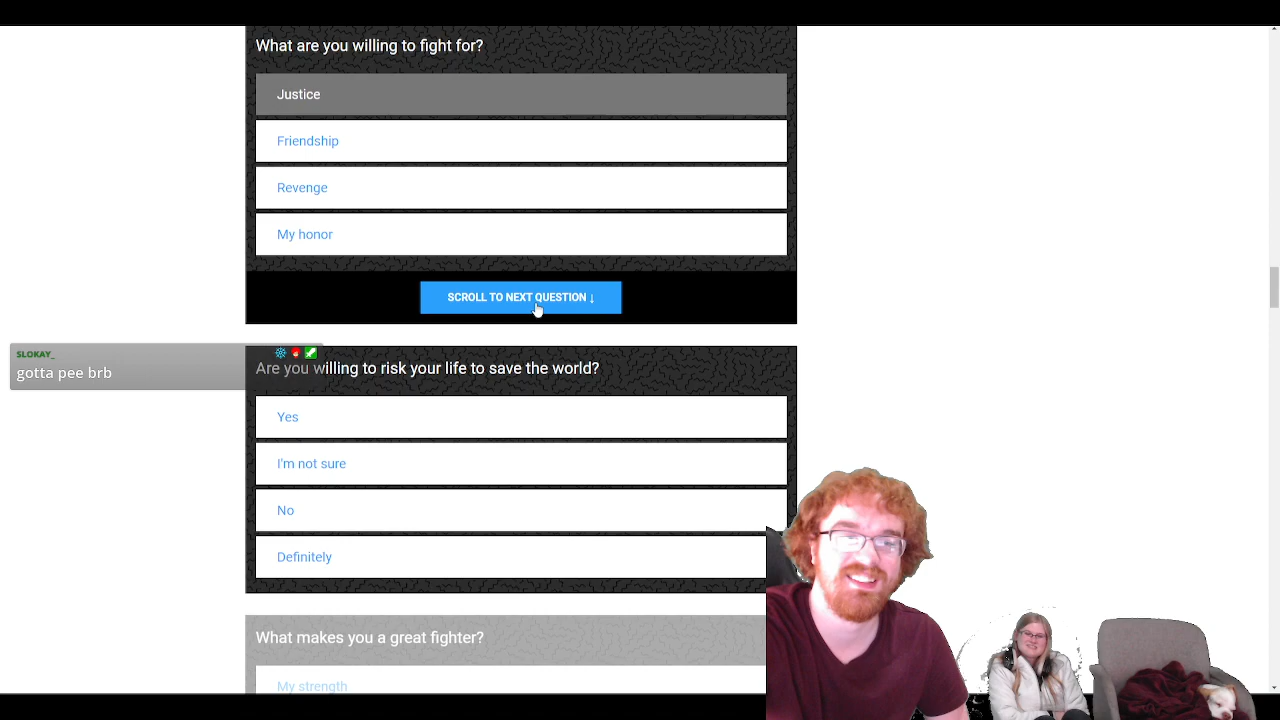 What are you willing to fight for?
Justice
Friendship
Revenge
My honor
SCROLL TO NEXT QUESTION ↓
SLOKAY_
gotta pee brb
Are you willing to risk your life to save the world?
Yes
I'm not sure
No
Definitely
What makes you a great fighter?
My strength